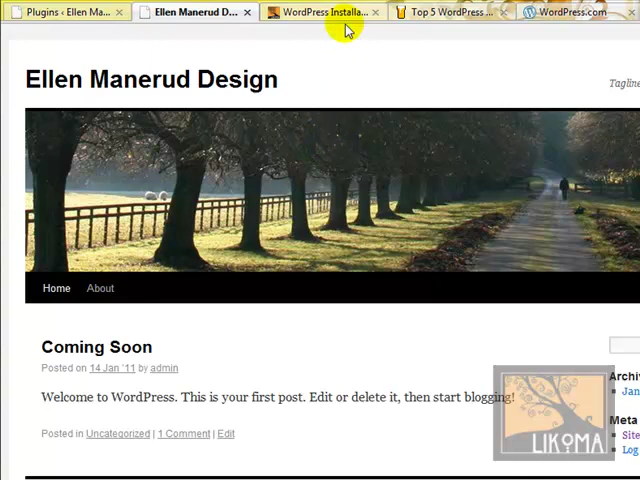 Plugins ‹ Ellen Ma...
Ellen Manerud D...
WordPress Installa...
Top 5 WordPress ...
WordPress.com
Ellen Manerud Design
Tagline
Home
About
Coming Soon
Posted on 14 Jan '11 by admin
Welcome to WordPress. This is your first post. Edit or delete it, then start blogging!
Posted in Uncategorized | 1 Comment | Edit
Archiv
Jan
Meta
Site
Log
LIKOMA